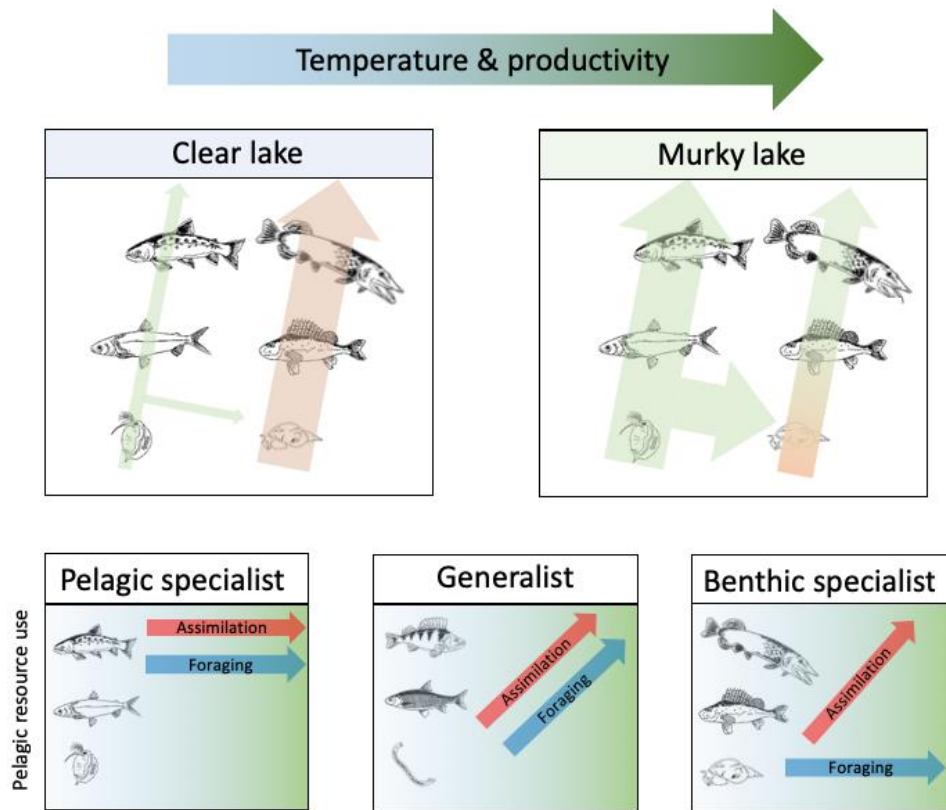 Temperature & productivity
Clear lake
Murky lake
Pelagic specialist
Generalist
Benthic specialist
Pelagic resource use
Assimilation
Foraging
Assimilation
Foraging
Assimilation
Foraging